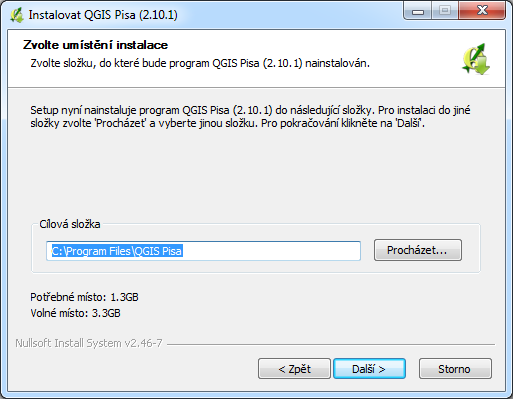 Instalovat QGIS Pisa (2.10.1)
Zvolte umístění instalace
Zvolte složku, do které bude program QGIS Pisa (2.10.1) nainstalován.
Setup nyní nainstaluje program QGIS Pisa (2.10.1) do následující složky. Pro instalaci do jiné
složky zvolte 'Procházet' a vyberte jinou složku. Pro pokračování klikněte na 'Další'.
Cílová složka
C:\Program Files\QGIS Pisa
Procházet...
Potřebné místo: 1.3GB
Volné místo: 3.3GB
Nullsoft Install System v2.46-7
< Zpět
Další >
Storno